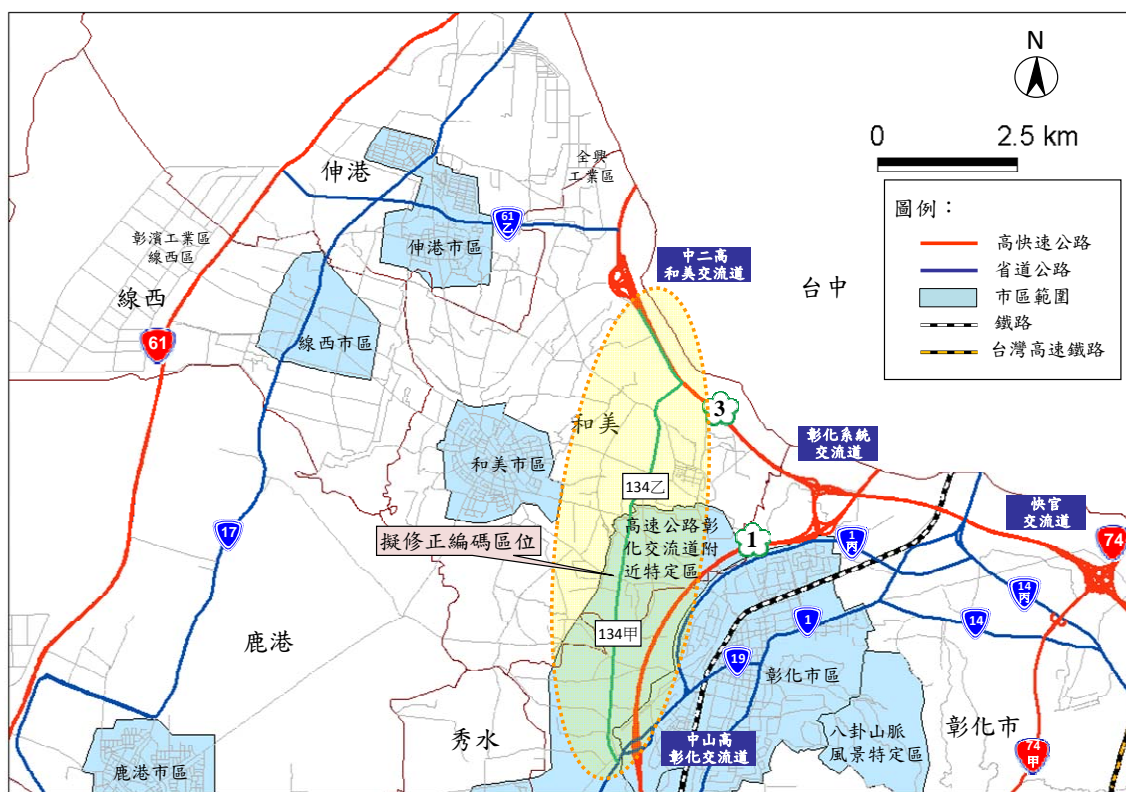 N
0
2.5 km
圖例：
高快速公路
省道公路
市區範圍
鐵路
台灣高速鐵路
全興
工業區
伸港
61
乙
伸港市區
彰濱工業區
線西區
中二高
和美交流道
台中
線西
61
線西市區
3
和美
彰化系統
交流道
和美市區
134乙
快官
交流道
高速公路彰
化交流道附
近特定區
1
1
丙
74
17
擬修正編碼區位
14
丙
134甲
1
14
鹿港
19
彰化市區
彰化市
秀水
中山高
彰化交流道
八卦山脈
風景特定區
74
甲
鹿港市區